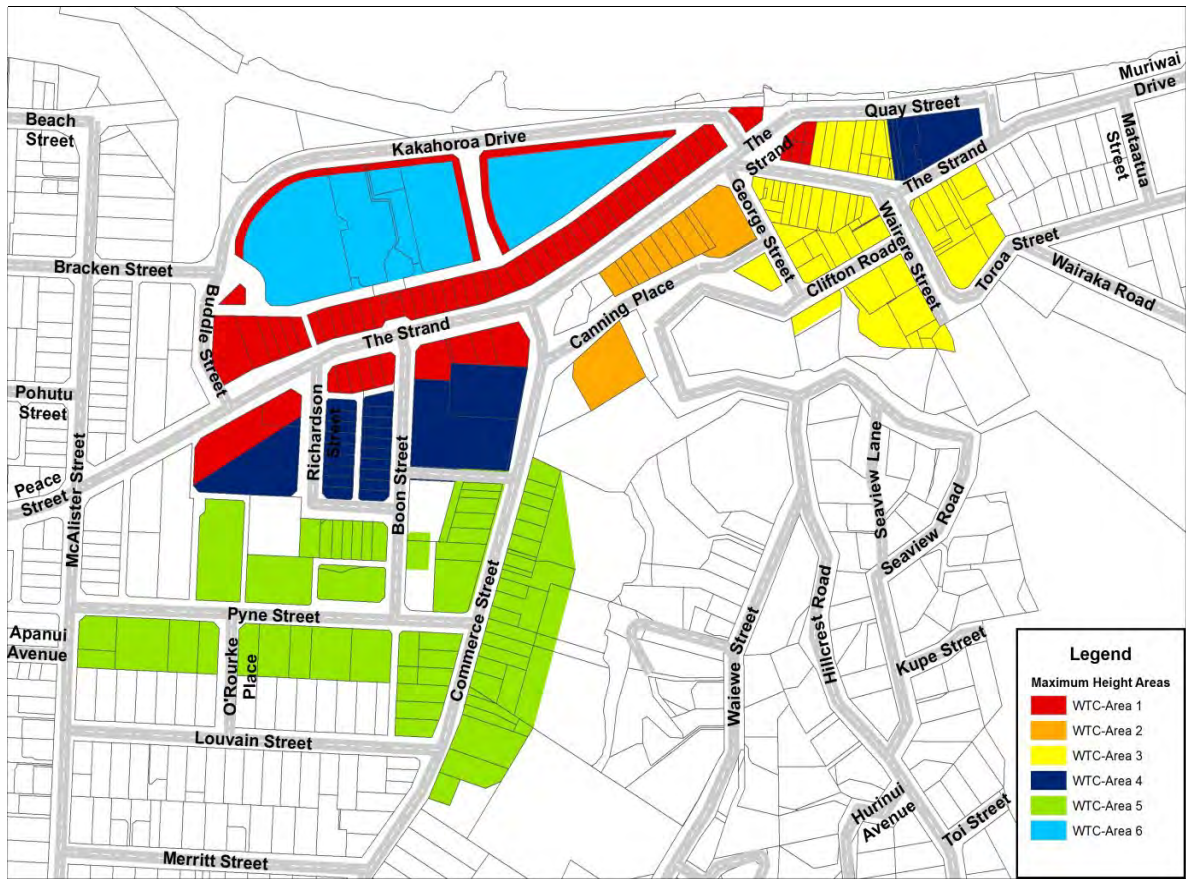 Muriwai
Drive
Quay Street
Beach
Street
Kakahoroa Drive
The
Strand
Mataatua
Street
The Strand
George Street
Wairere Street
Toroa Street
Clifton Road
Wairaka Road
Bracken Street
Buddle Street
Canning Place
The Strand
Pohutu
Street
Richardson
Street
Boon Street
Peace
Street
McAlister Street
Seaview Lane
Seaview Road
Pyne Street
Apanui
Avenue
O'Rourke
Place
Commerce Street
Waiewe Street
Hillcrest Road
Kupe Street
Louvain Street
Hurinui
Avenue
Toi Street
Merritt Street
Legend
Maximum Height Areas
WTC-Area 1
WTC-Area 2
WTC-Area 3
WTC-Area 4
WTC-Area 5
WTC-Area 6